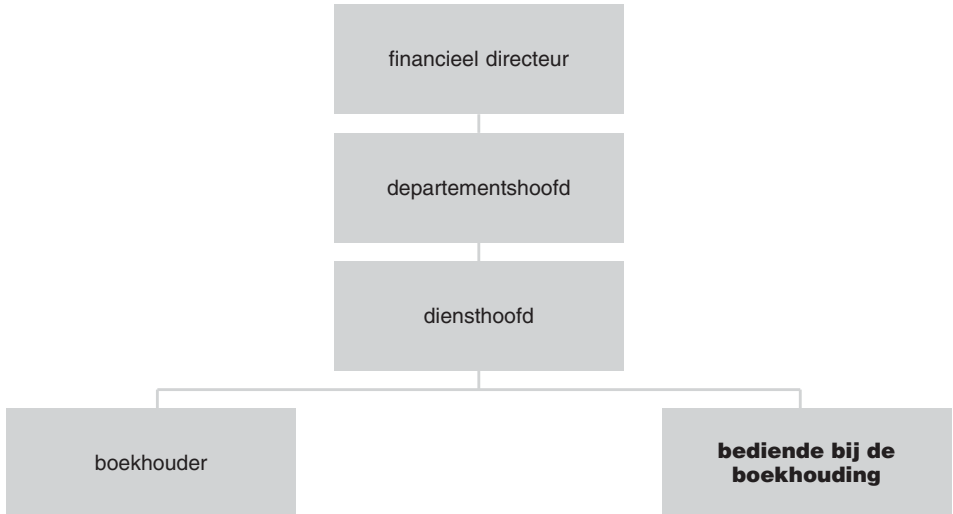 financieel directeur
departementshoofd
diensthoofd
boekhouder
bediende bij de
boekhouding